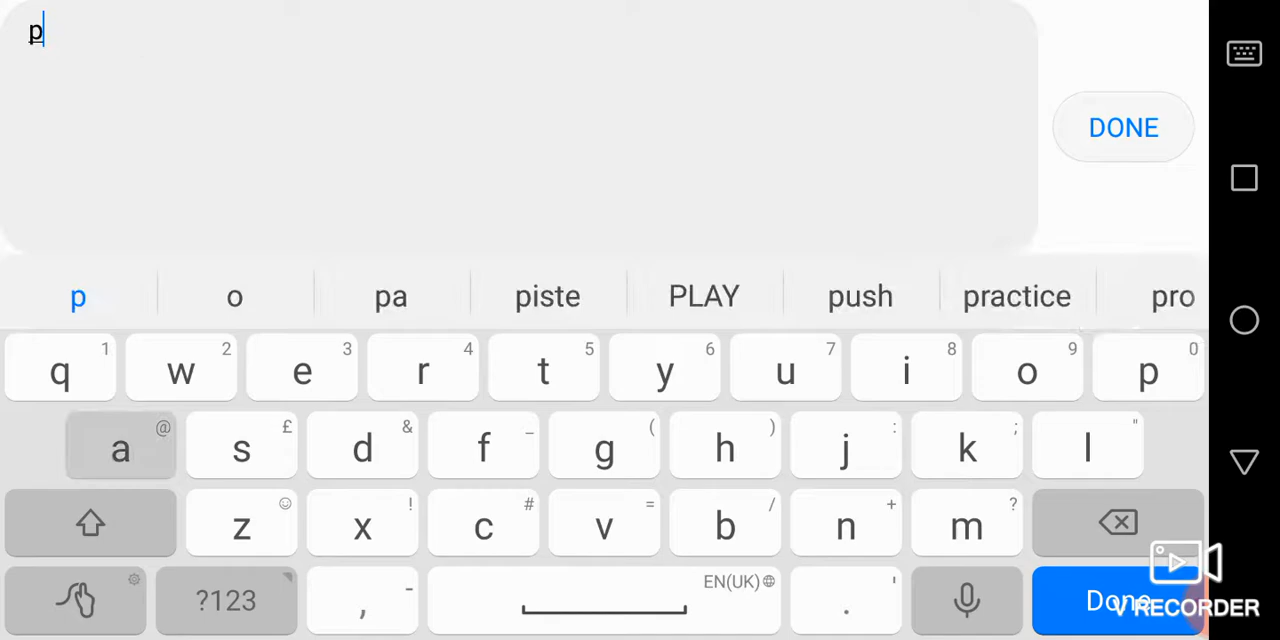 p
DONE
p o pa piste PLAY push practice pro
q 1 w 2 e 3 r 4 t 5 y 6 u 7 i 8 o 9 p 0
a @ s £ d & f _ g ( h ) j : k ; l "
z ☺ x ! c # v = b / n + m ?
?123 , - EN(UK) . ' Done
V RECORDER